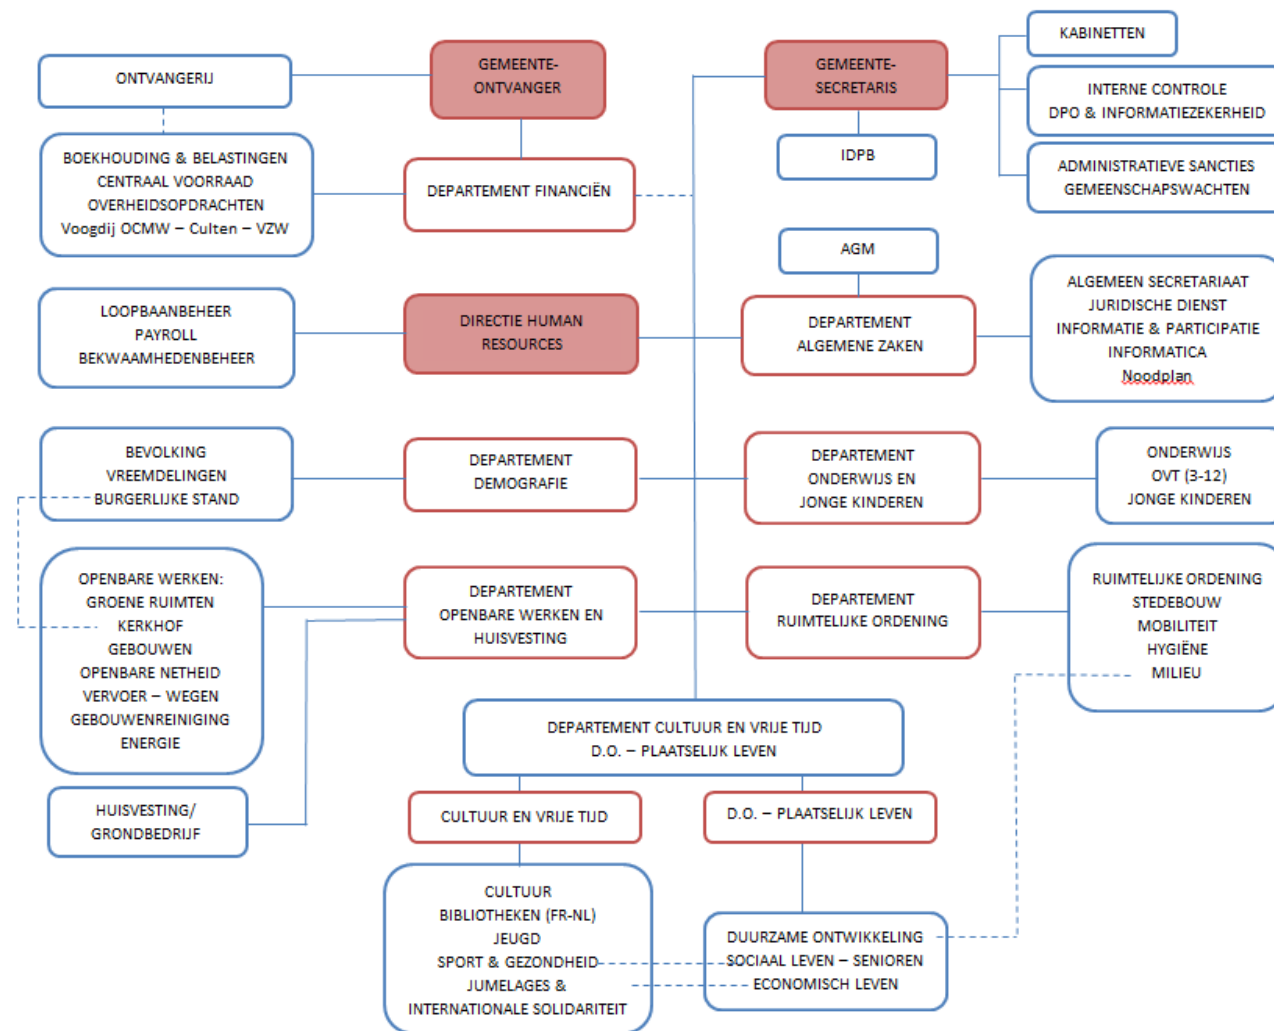 KABINETTEN
GEMEENTE-
ONTVANGER
GEMEENTE-
SECRETARIS
ONTVANGERIJ
INTERNE CONTROLE
DPO & INFORMATIEZEKERHEID
BOEKHOUDING & BELASTINGEN
CENTRAAL VOORRAAD
OVERHEIDSOPDRACHTEN
Voogdij OCMW – Culten – VZW
DEPARTEMENT FINANCIËN
IDPB
ADMINISTRATIEVE SANCTIES
GEMEENSCHAPSWACHTEN
AGM
LOOPBAANBEHEER
PAYROLL
BEKWAAMHEDENBEHEER
DIRECTIE HUMAN
RESOURCES
DEPARTEMENT
ALGEMENE ZAKEN
ALGEMEEN SECRETARIAAT
JURIDISCHE DIENST
INFORMATIE & PARTICIPATIE
INFORMATICA
Noodplan
BEVOLKING
VREEMDELINGEN
BURGERLIJKE STAND
DEPARTEMENT
DEMOGRAFIE
DEPARTEMENT
ONDERWIJS EN
JONGE KINDEREN
ONDERWIJS
OVT (3-12)
JONGE KINDEREN
OPENBARE WERKEN:
GROENE RUIMTEN
KERKHOF
GEBOUWEN
OPENBARE NETHEID
VERVOER – WEGEN
GEBOUWENREINIGING
ENERGIE
DEPARTEMENT
OPENBARE WERKEN EN
HUISVESTING
DEPARTEMENT
RUIMTELIJKE ORDENING
RUIMTELIJKE ORDENING
STEDEBOUW
MOBILITEIT
HYGIËNE
MILIEU
DEPARTEMENT CULTUUR EN VRIJE TIJD
D.O. – PLAATSELIJK LEVEN
HUISVESTING/
GRONDBEDRIJF
CULTUUR EN VRIJE TIJD
D.O. – PLAATSELIJK LEVEN
CULTUUR
BIBLIOTHEKEN (FR-NL)
JEUGD
SPORT & GEZONDHEID
JUMELAGES &
INTERNATIONALE SOLIDARITEIT
DUURZAME ONTWIKKELING
SOCIAAL LEVEN – SENIOREN
ECONOMISCH LEVEN